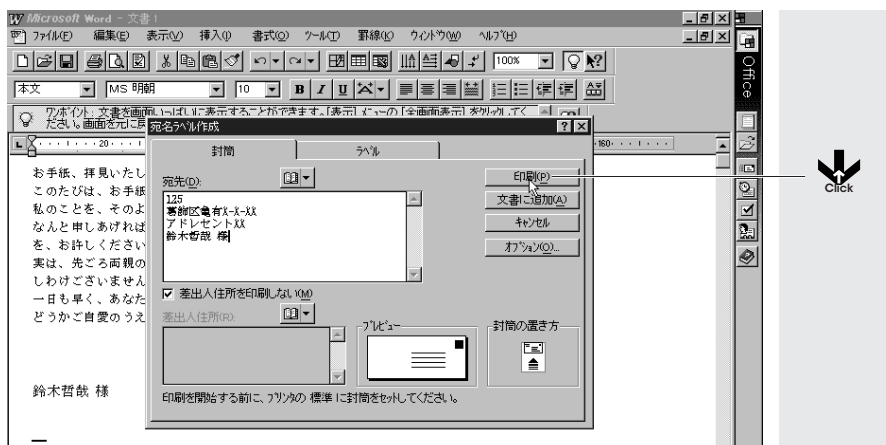 Microsoft Word - 文書1
ファイル(F) 編集(E) 表示(V) 挿入(I) 書式(O) ツール(T) 罫線(K) ウィンドウ(W) ヘルプ(H)
100%
本文 MS 明朝 10 B I U
ワンポイント: 文書を画面いっぱいに表示することができます。[表示] メニューの [全画面表示] をクリックしてく
ださい。画面を元に戻
宛名ラベル作成
20
160
封筒 ラベル
宛先(D):
125
葛飾区亀有X-X-XX
アドレセントXX
鈴木哲哉 様
印刷(P)
文書に追加(A)
キャンセル
オプション(O)...
差出人住所を印刷しない(M)
差出人住所(R):
プレビュー
封筒の置き方
印刷を開始する前に、プリンタの 標準 に封筒をセットしてください。
お手紙、拝見いたし
このたびは、お手紙
私のことを、そのよ
なんと申しあげれば
を、お許しください
実は、先ごろ両親の
しわけございません
一日も早く、あなた
どうかご自愛のうえ
鈴木哲哉 様
Office
Click